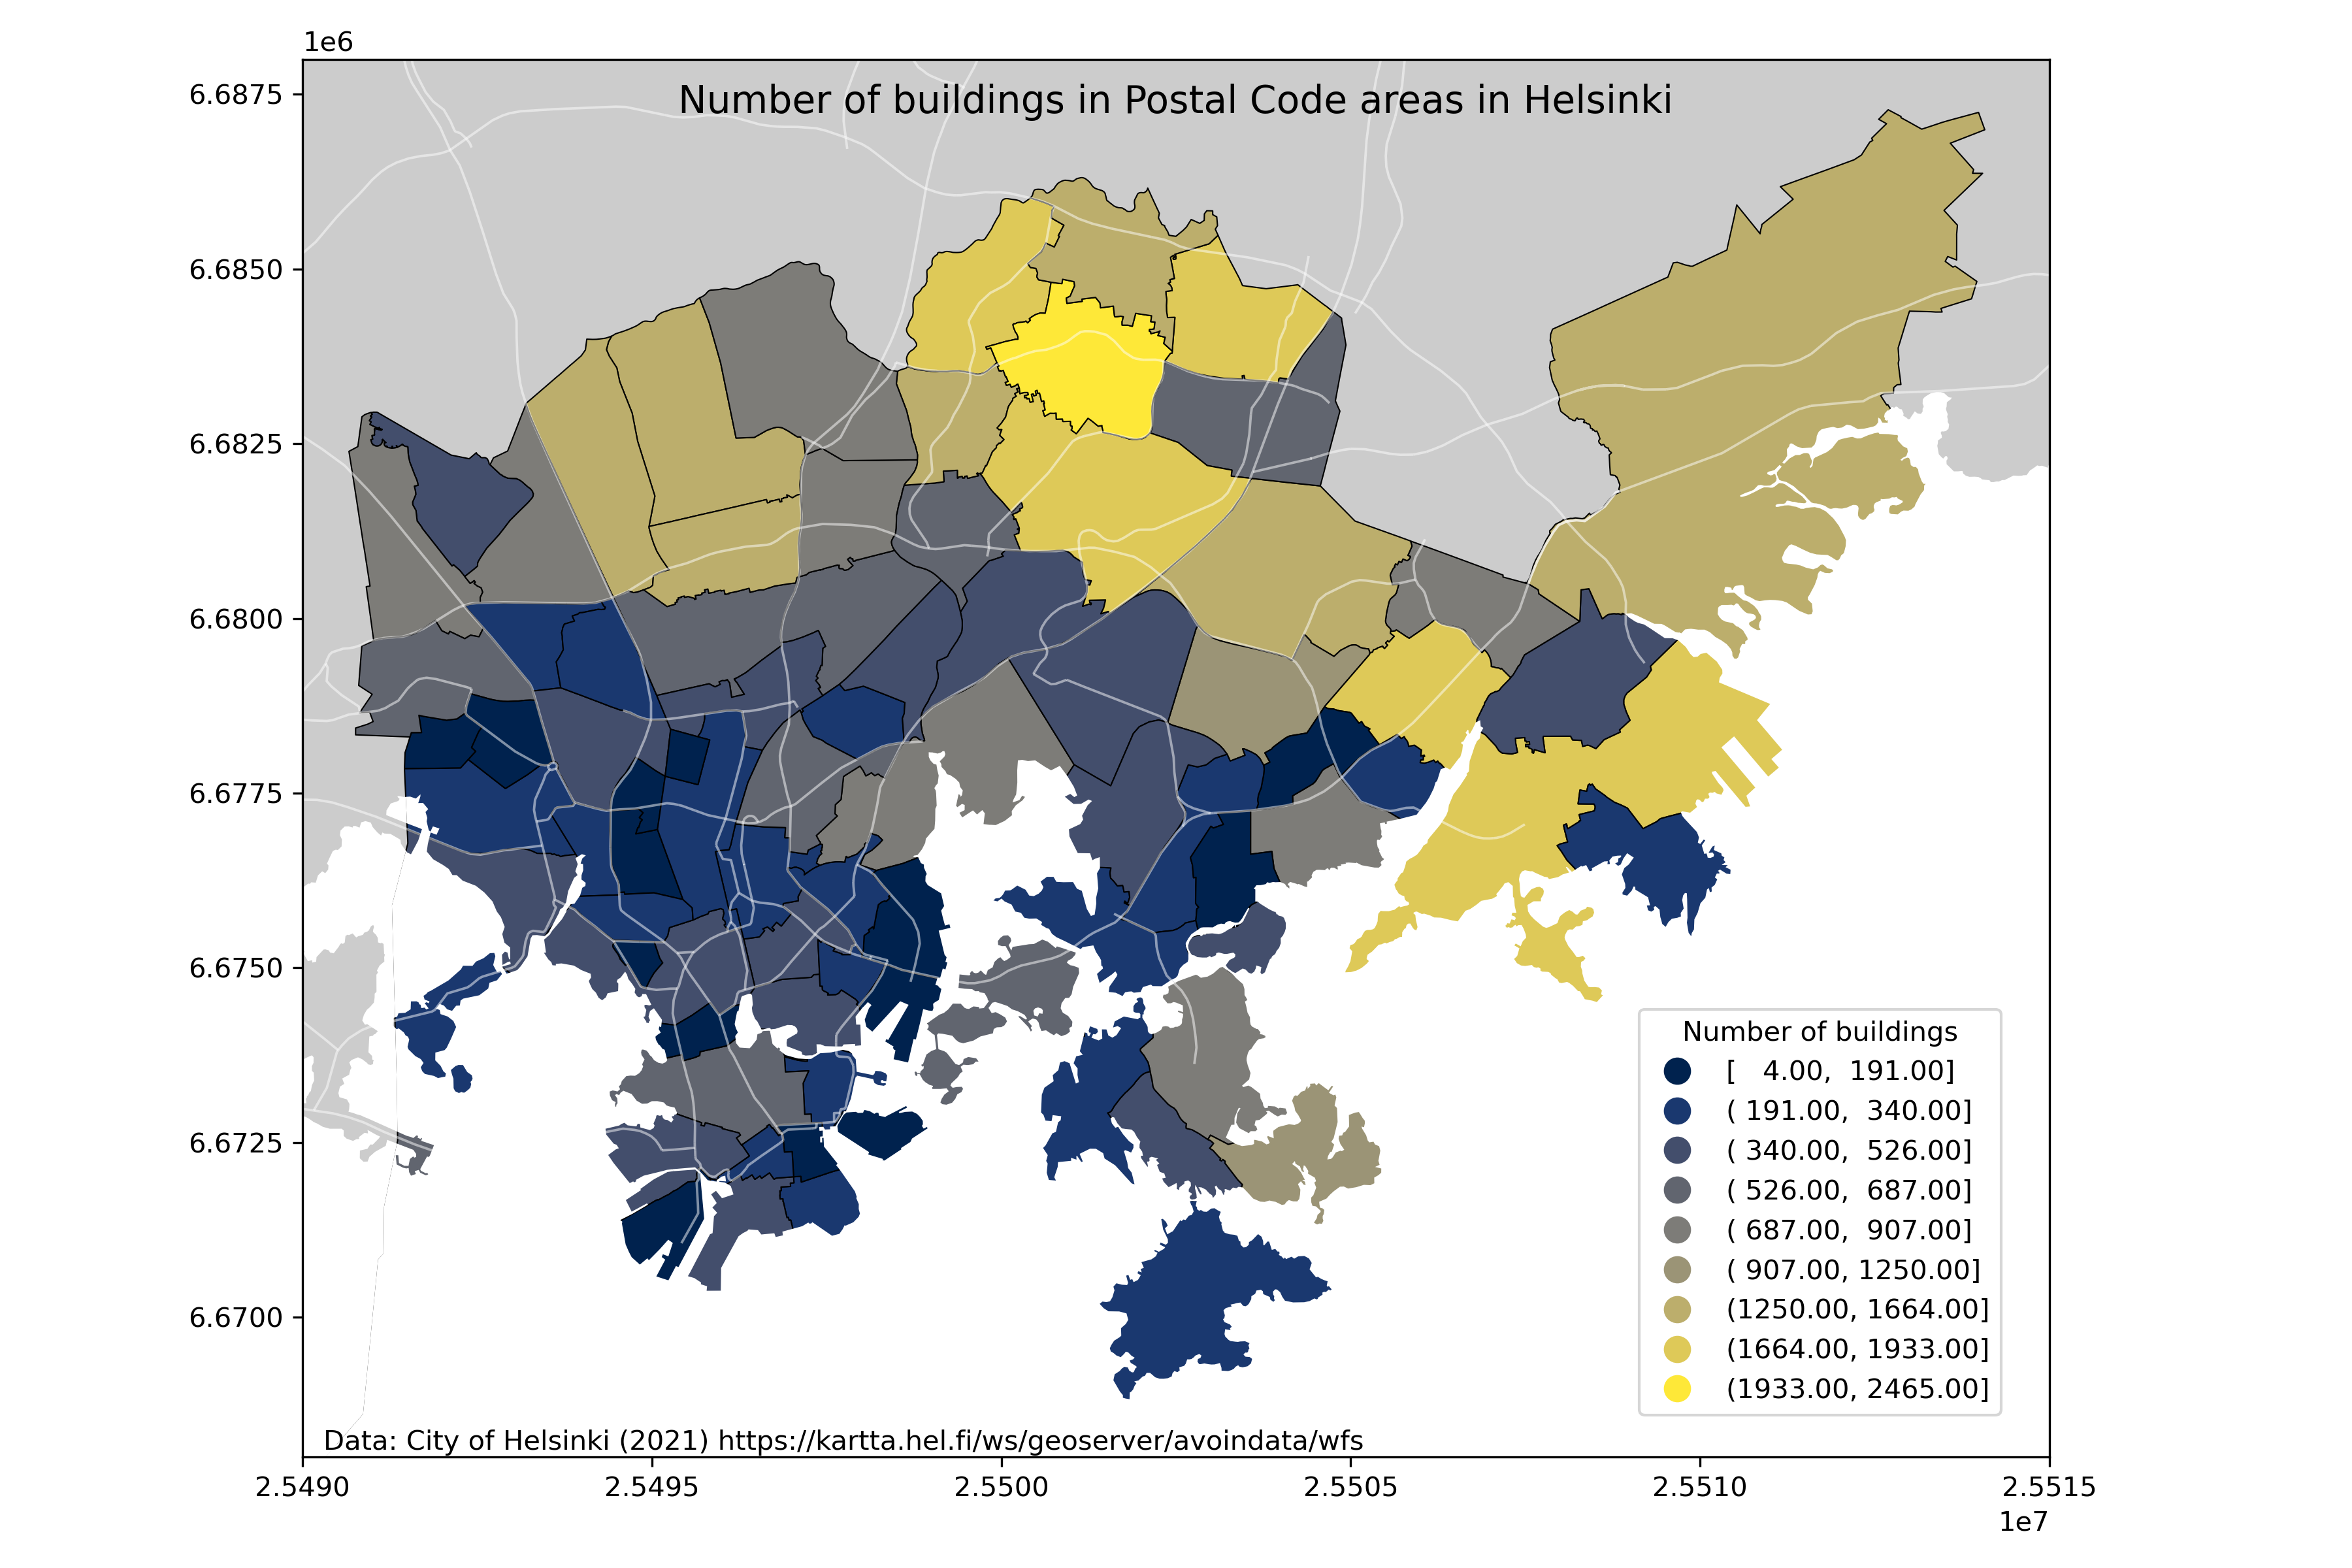 1e6
Number of buildings in Postal Code areas in Helsinki
6.6875
6.6850
6.6825
6.6800
6.6775
6.6750
6.6725
6.6700
Number of buildings
[   4.00,  191.00]
( 191.00,  340.00]
( 340.00,  526.00]
( 526.00,  687.00]
( 687.00,  907.00]
( 907.00, 1250.00]
(1250.00, 1664.00]
(1664.00, 1933.00]
(1933.00, 2465.00]
Data: City of Helsinki (2021) https://kartta.hel.fi/ws/geoserver/avoindata/wfs
2.5490 2.5495 2.5500 2.5505 2.5510 2.5515
1e7